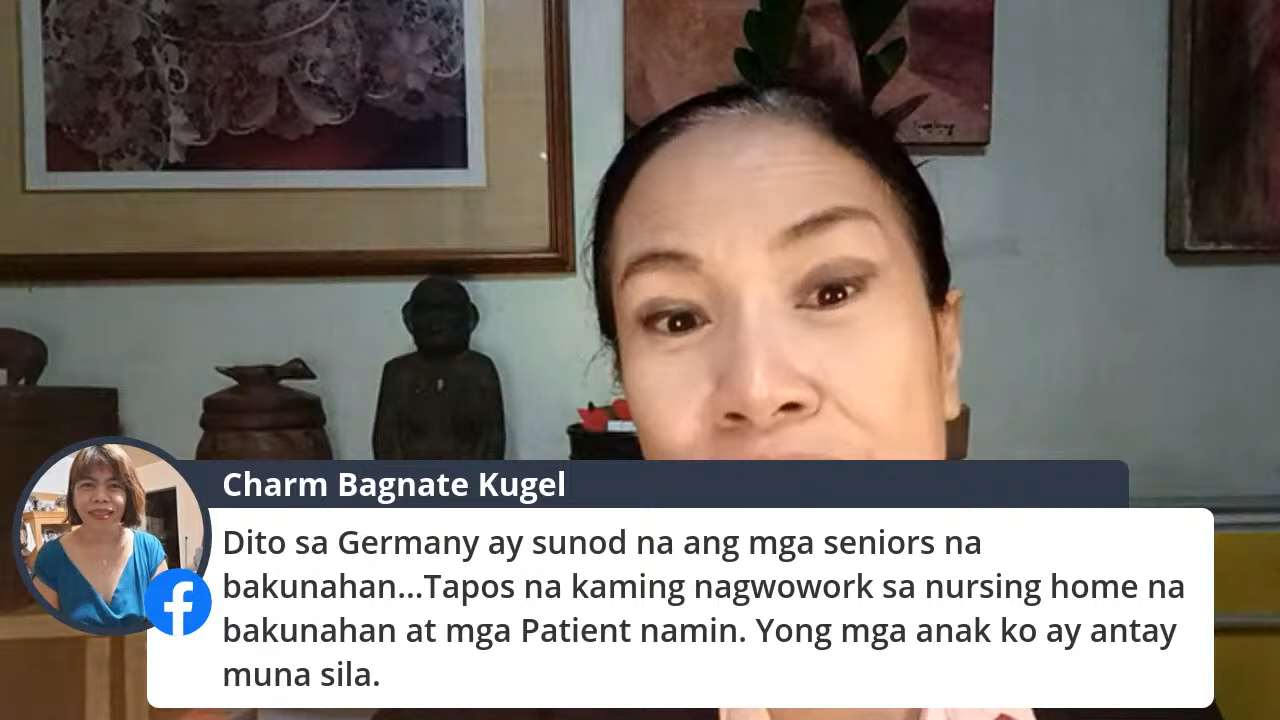 Charm Bagnate Kugel
Dito sa Germany ay sunod na ang mga seniors na
bakunahan...Tapos na kaming nagwowork sa nursing home na
bakunahan at mga Patient namin. Yong mga anak ko ay antay
muna sila.